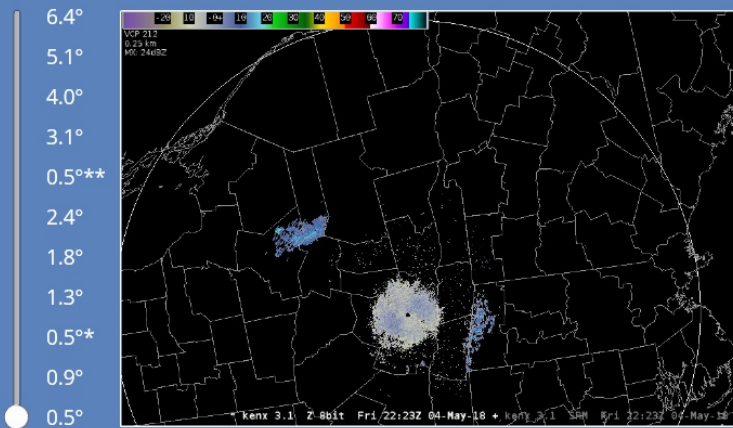 6.4°
5.1°
4.0°
3.1°
0.5°**
2.4°
1.8°
1.3°
0.5°*
0.9°
0.5°
-20 10 -0+ 10 20 30 40 50 60 70
VCP 212
0.25 km
MX: 24dBZ
* kenx 3.1 Z 8bit Fri 22:23Z 04-May-18 + kenx 3.1 SRM Fri 22:23Z 04-May-18